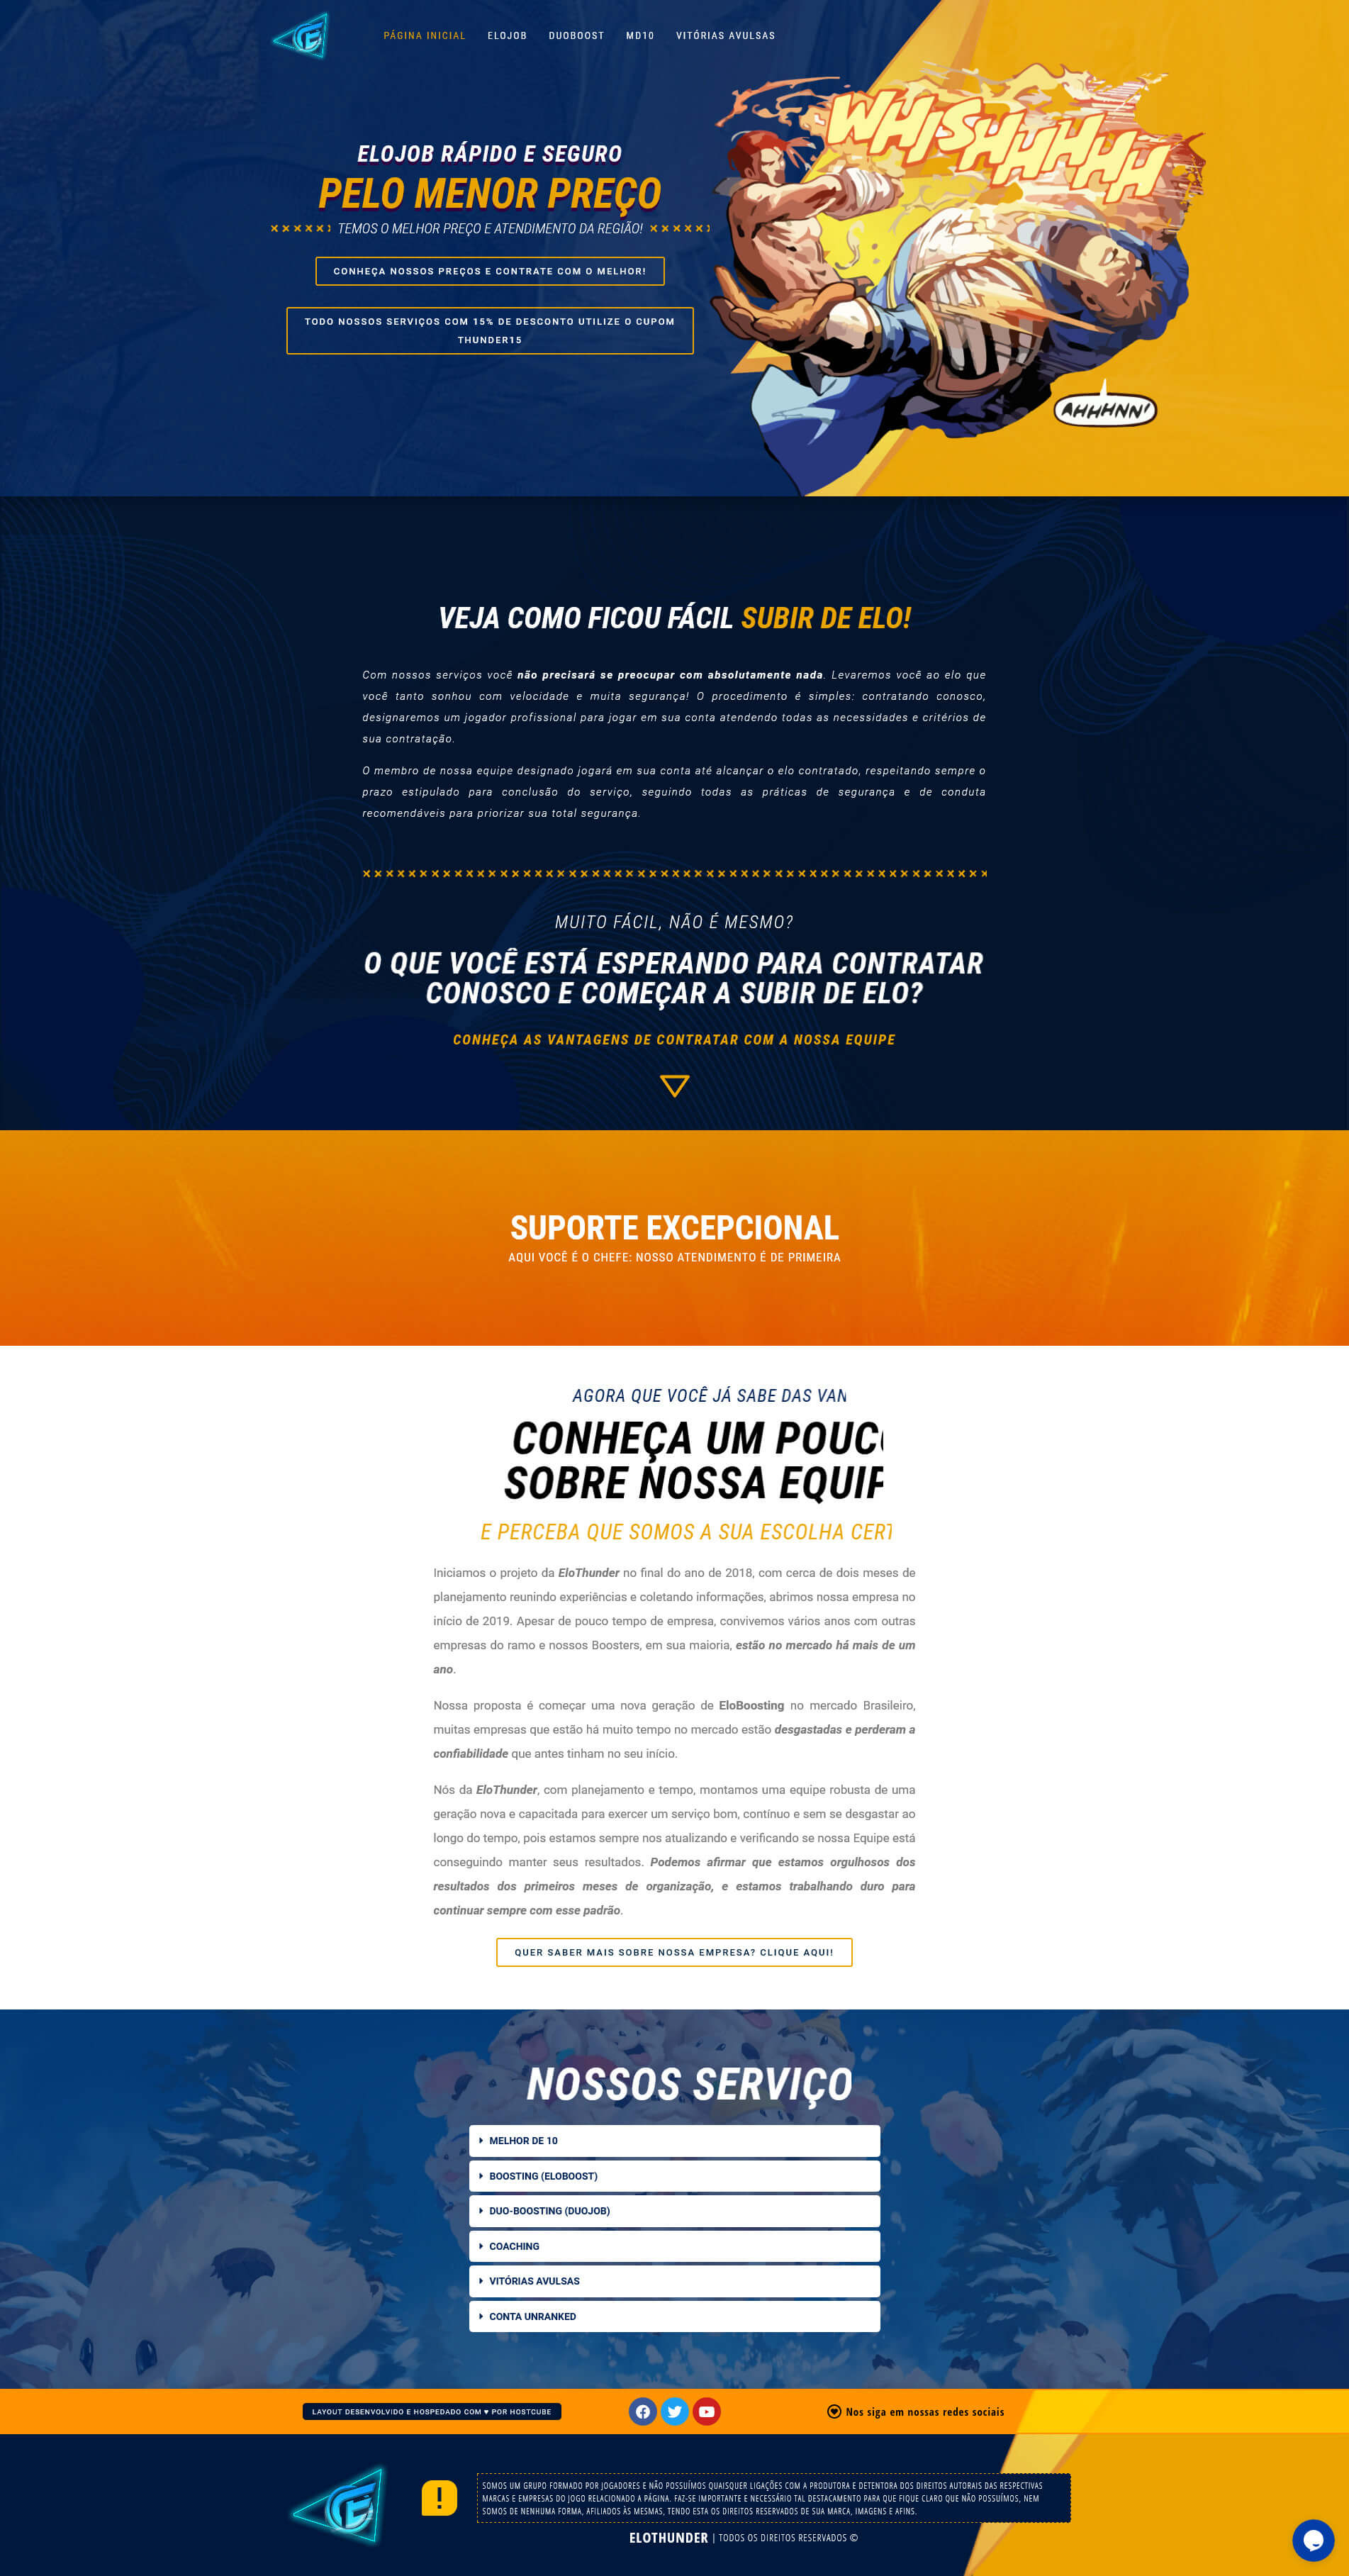 PÁGINA INICIAL ELOJOB DUOBOOST MD10 VITÓRIAS AVULSAS
ELOJOB RÁPIDO E SEGURO
PELO MENOR PREÇO
TEMOS O MELHOR PREÇO E ATENDIMENTO DA REGIÃO!
CONHEÇA NOSSOS PREÇOS E CONTRATE COM O MELHOR!
TODO NOSSOS SERVIÇOS COM 15% DE DESCONTO UTILIZE O CUPOM
THUNDER15
WHISHHHHH
AHHHNN'
VEJA COMO FICOU FÁCIL SUBIR DE ELO!
Com nossos serviços você não precisará se preocupar com absolutamente nada. Levaremos você ao elo que
você tanto sonhou com velocidade e muita segurança! O procedimento é simples: contratando conosco,
designaremos um jogador profissional para jogar em sua conta atendendo todas as necessidades e critérios de
sua contratação.
O membro de nossa equipe designado jogará em sua conta até alcançar o elo contratado, respeitando sempre o
prazo estipulado para conclusão do serviço, seguindo todas as práticas de segurança e de conduta
recomendáveis para priorizar sua total segurança.
MUITO FÁCIL, NÃO É MESMO?
O QUE VOCÊ ESTÁ ESPERANDO PARA CONTRATAR
CONOSCO E COMEÇAR A SUBIR DE ELO?
CONHEÇA AS VANTAGENS DE CONTRATAR COM A NOSSA EQUIPE
SUPORTE EXCEPCIONAL
AQUI VOCÊ É O CHEFE: NOSSO ATENDIMENTO É DE PRIMEIRA
AGORA QUE VOCÊ JÁ SABE DAS VAN
CONHEÇA UM POUCO
SOBRE NOSSA EQUIP
E PERCEBA QUE SOMOS A SUA ESCOLHA CERT
Iniciamos o projeto da EloThunder no final do ano de 2018, com cerca de dois meses de
planejamento reunindo experiências e coletando informações, abrimos nossa empresa no
início de 2019. Apesar de pouco tempo de empresa, convivemos vários anos com outras
empresas do ramo e nossos Boosters, em sua maioria, estão no mercado há mais de um
ano.
Nossa proposta é começar uma nova geração de EloBoosting no mercado Brasileiro,
muitas empresas que estão há muito tempo no mercado estão desgastadas e perderam a
confiabilidade que antes tinham no seu início.
Nós da EloThunder, com planejamento e tempo, montamos uma equipe robusta de uma
geração nova e capacitada para exercer um serviço bom, contínuo e sem se desgastar ao
longo do tempo, pois estamos sempre nos atualizando e verificando se nossa Equipe está
conseguindo manter seus resultados. Podemos afirmar que estamos orgulhosos dos
resultados dos primeiros meses de organização, e estamos trabalhando duro para
continuar sempre com esse padrão.
QUER SABER MAIS SOBRE NOSSA EMPRESA? CLIQUE AQUI!
NOSSOS SERVIÇO
MELHOR DE 10
BOOSTING (ELOBOOST)
DUO-BOOSTING (DUOJOB)
COACHING
VITÓRIAS AVULSAS
CONTA UNRANKED
LAYOUT DESENVOLVIDO E HOSPEDADO COM ♥ POR HOSTCUBE
Nos siga em nossas redes sociais
SOMOS UM GRUPO FORMADO POR JOGADORES E NÃO POSSUÍMOS QUAISQUER LIGAÇÕES COM A PRODUTORA E DETENTORA DOS DIREITOS AUTORAIS DAS RESPECTIVAS
MARCAS E EMPRESAS DO JOGO RELACIONADO A PÁGINA. FAZ-SE IMPORTANTE E NECESSÁRIO TAL DESTACAMENTO PARA QUE FIQUE CLARO QUE NÃO POSSUÍMOS, NEM
SOMOS DE NENHUMA FORMA, AFILIADOS ÀS MESMAS, TENDO ESTA OS DIREITOS RESERVADOS DE SUA MARCA, IMAGENS E AFINS.
ELOTHUNDER | TODOS OS DIREITOS RESERVADOS ©